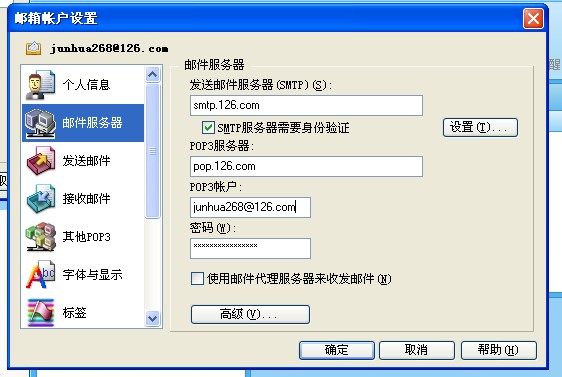 邮箱帐户设置
junhua268@126.com
个人信息
邮件服务器
发送邮件
接收邮件
其他POP3
字体与显示
标签
邮件服务器
发送邮件服务器(SMTP)(S):
smtp.126.com
SMTP服务器需要身份验证
设置(T)...
POP3服务器:
pop.126.com
POP3帐户:
junhua268@126.com
密码(W):
***************
使用邮件代理服务器来收发邮件(N)
高级(V)...
确定
取消
帮助(H)
醒